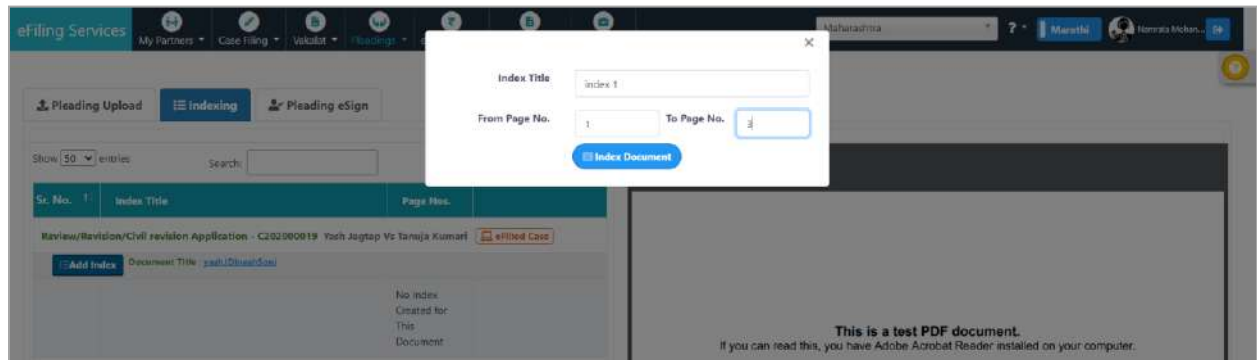 eFiling Services
My Partners
Case Filing
Vakalat
Pleadings
Maharashtra
?
Marathi
Namrata Mohan...
×
Index Title
index 1
From Page No.
1
To Page No.
3
Index Document
Pleading Upload
Indexing
Pleading eSign
Show 50 entries
Search:
Sr. No.
Index Title
Page Nos.
Review/Revision/Civil revision Application - C202000019 Yash Jagtap Vs Tanuja Kumari
eFiled Case
Add Index
Document Title :
No Index
Created for
This
Document
This is a test PDF document.
If you can read this, you have Adobe Acrobat Reader installed on your computer.